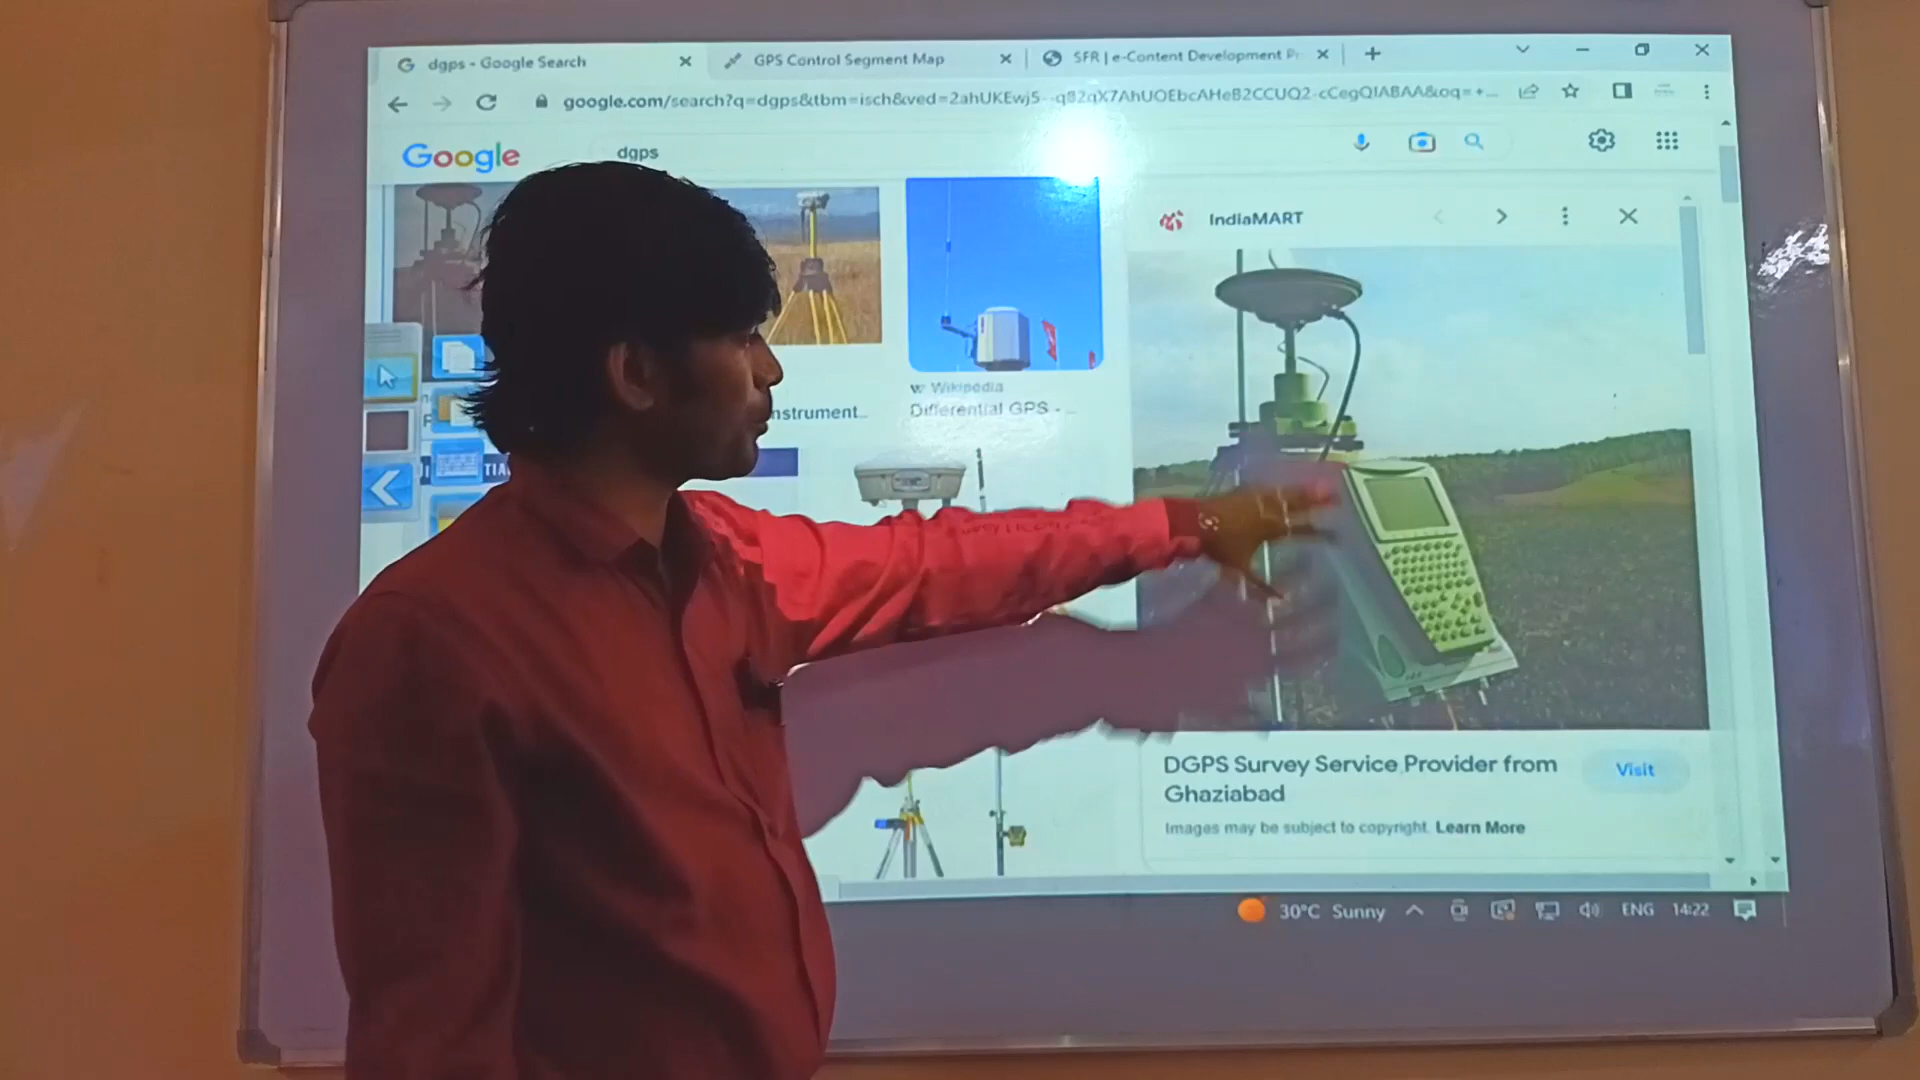 dgps - Google Search
GPS Control Segment Map
SFR | e-Content Development Pr
google.com/search?q=dgps&tbm=isch&ved=2ahUKEwj5--q82qX7AhUOEbcAHeB2CCUQ2-cCegQIABAA&oq=+...
Google
dgps
IndiaMART
Wikipedia
Differential GPS - ...
nstrument...
TIA
DGPS Survey Service Provider from
Ghaziabad
Visit
Images may be subject to copyright. Learn More
30°C Sunny
ENG
14:22